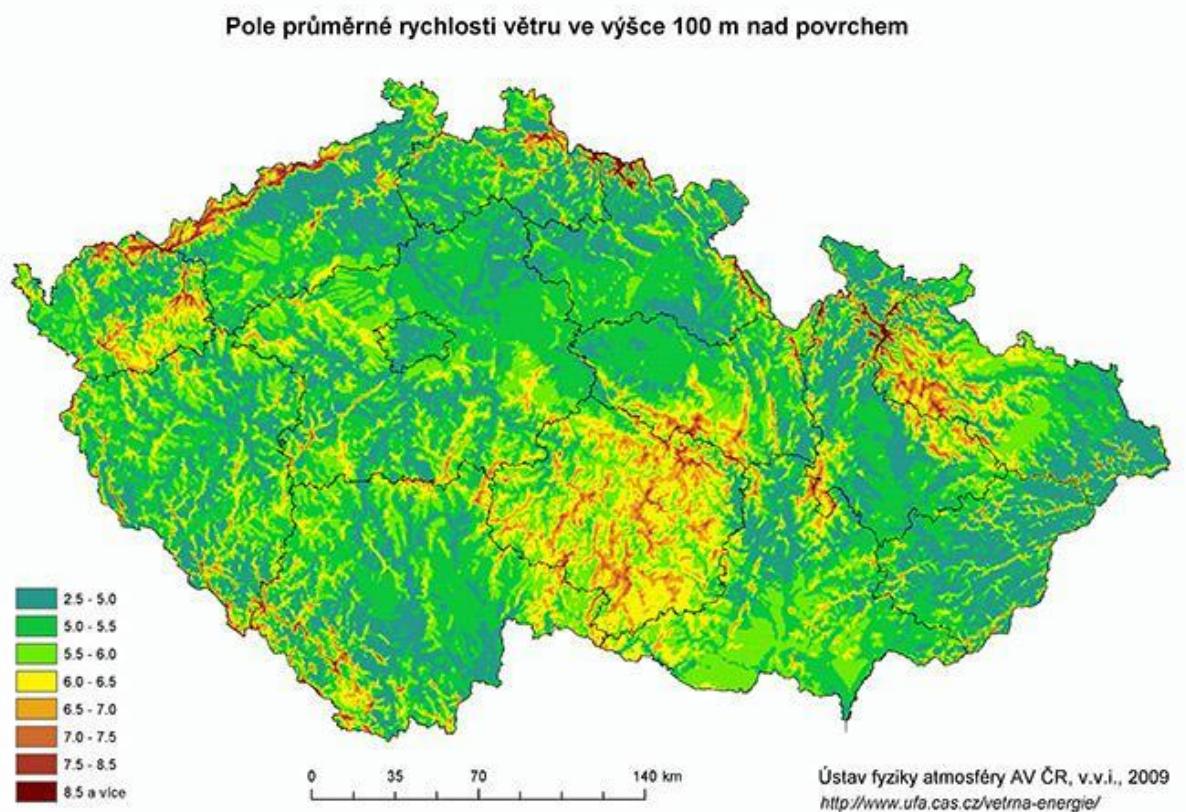 Pole průměrné rychlosti větru ve výšce 100 m nad povrchem
2.5 - 5.0
5.0 - 5.5
5.5 - 6.0
6.0 - 6.5
6.5 - 7.0
7.0 - 7.5
7.5 - 8.5
8.5 a více
0 35 70 140 km
Ústav fyziky atmosféry AV ČR, v.v.i., 2009
http://www.ufa.cas.cz/vetrna-energie/